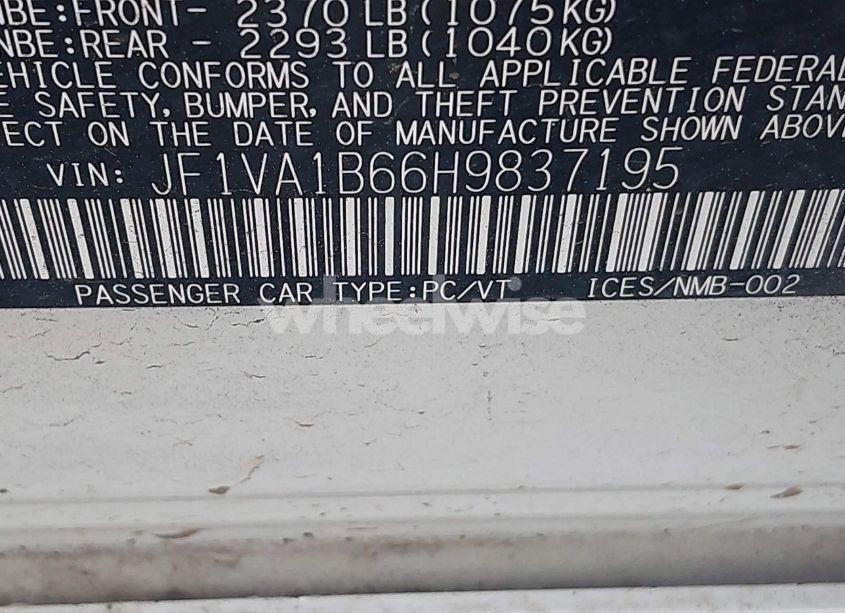 NBE:FRONT- 2370 LB(1075KG)
NBE:REAR - 2293 LB(1040KG)
EHICLE CONFORMS TO ALL APPLICABLE FEDERAL
E SAFETY, BUMPER, AND THEFT PREVENTION STAN
ECT ON THE DATE OF MANUFACTURE SHOWN ABOVE
VIN: JF1VA1B66H9837195
PASSENGER CAR TYPE:PC/VT ICES/NMB-002
wheelwise